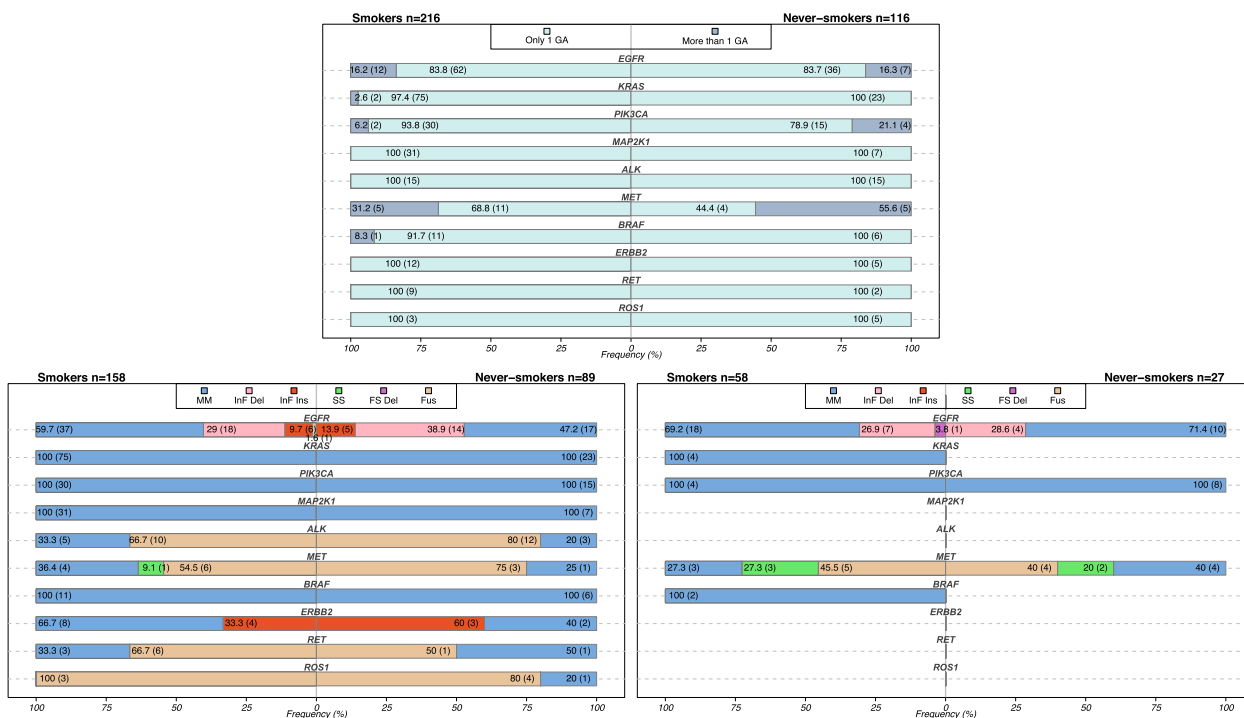 Smokers n=216 Never−smokers n=116
Only 1 GA More than 1 GA
EGFR
16.2 (12) 83.8 (62) 83.7 (36) 16.3 (7)
KRAS
2.6 (2) 97.4 (75) 100 (23)
PIK3CA
6.2 (2) 93.8 (30) 78.9 (15) 21.1 (4)
MAP2K1
100 (31) 100 (7)
ALK
100 (15) 100 (15)
MET
31.2 (5) 68.8 (11) 44.4 (4) 55.6 (5)
BRAF
8.3 (1) 91.7 (11) 100 (6)
ERBB2
100 (12) 100 (5)
RET
100 (9) 100 (2)
ROS1
100 (3) 100 (5)
100 75 50 25 0 25 50 75 100
Frequency (%)
Smokers n=158 Never−smokers n=89
MM InF Del InF Ins SS FS Del Fus
EGFR
59.7 (37) 29 (18) 9.7 (6) 13.9 (5) 38.9 (14) 47.2 (17)
1.6 (1)
KRAS
100 (75) 100 (23)
PIK3CA
100 (30) 100 (15)
MAP2K1
100 (31) 100 (7)
ALK
33.3 (5) 66.7 (10) 80 (12) 20 (3)
MET
36.4 (4) 9.1 (1) 54.5 (6) 75 (3) 25 (1)
BRAF
100 (11) 100 (6)
ERBB2
66.7 (8) 33.3 (4) 60 (3) 40 (2)
RET
33.3 (3) 66.7 (6) 50 (1) 50 (1)
ROS1
100 (3) 80 (4) 20 (1)
100 75 50 25 0 25 50 75 100
Frequency (%)
Smokers n=58 Never−smokers n=27
MM InF Del InF Ins SS FS Del Fus
EGFR
69.2 (18) 26.9 (7) 3.8 (1) 28.6 (4) 71.4 (10)
KRAS
100 (4)
PIK3CA
100 (4) 100 (8)
MAP2K1
ALK
MET
27.3 (3) 27.3 (3) 45.5 (5) 40 (4) 20 (2) 40 (4)
BRAF
100 (2)
ERBB2
RET
ROS1
100 75 50 25 0 25 50 75 100
Frequency (%)